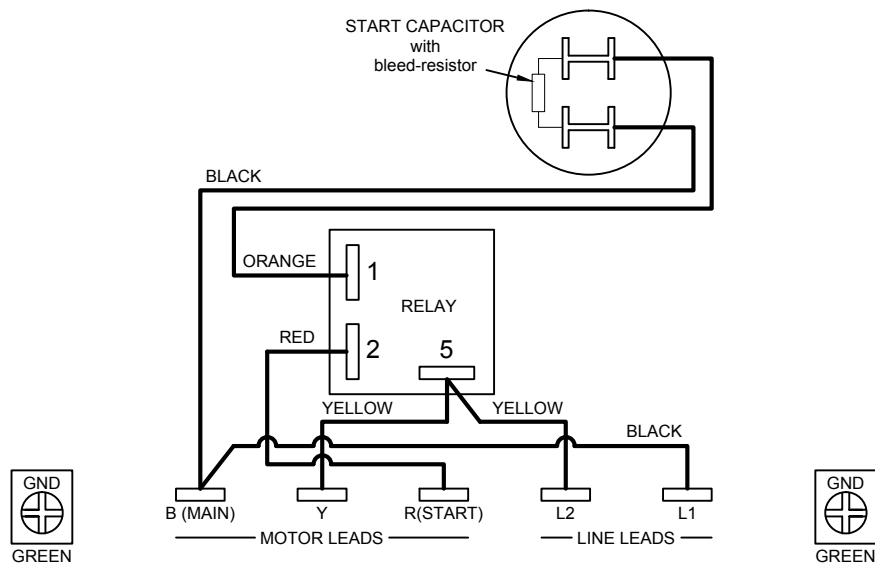 START CAPACITOR
with
bleed-resistor
BLACK
ORANGE
1
RELAY
RED
2
5
YELLOW
YELLOW
BLACK
GND
GREEN
B (MAIN)
Y
R(START)
L2
L1
MOTOR LEADS
LINE LEADS
GND
GREEN